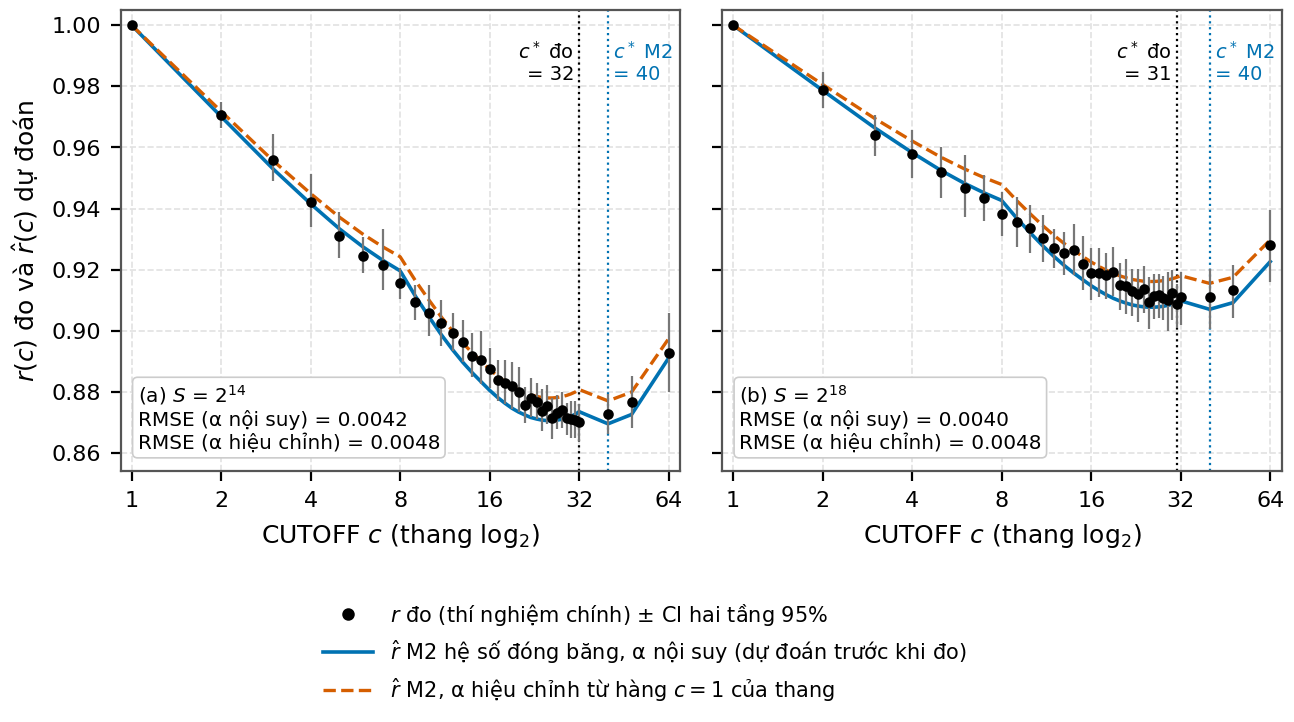 r(c) đo và r̂(c) dự đoán
1.00
0.98
0.96
0.94
0.92
0.90
0.88
0.86
c* đo
= 32
c* M2
= 40
(a) S = 2¹⁴
RMSE (α nội suy) = 0.0042
RMSE (α hiệu chỉnh) = 0.0048
1 2 4 8 16 32 64
CUTOFF c (thang log₂)
c* đo
= 31
c* M2
= 40
(b) S = 2¹⁸
RMSE (α nội suy) = 0.0040
RMSE (α hiệu chỉnh) = 0.0048
1 2 4 8 16 32 64
CUTOFF c (thang log₂)
r đo (thí nghiệm chính) ± CI hai tầng 95%
r̂ M2 hệ số đóng băng, α nội suy (dự đoán trước khi đo)
r̂ M2, α hiệu chỉnh từ hàng c = 1 của thang